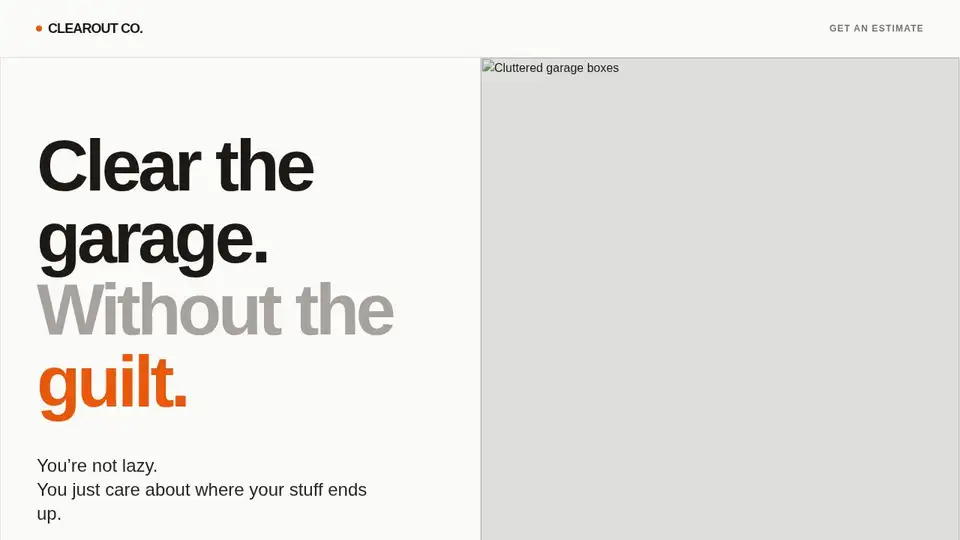 CLEAROUT CO.
GET AN ESTIMATE
Cluttered garage boxes
Clear the
garage.
Without the
guilt.
You’re not lazy.
You just care about where your stuff ends
up.